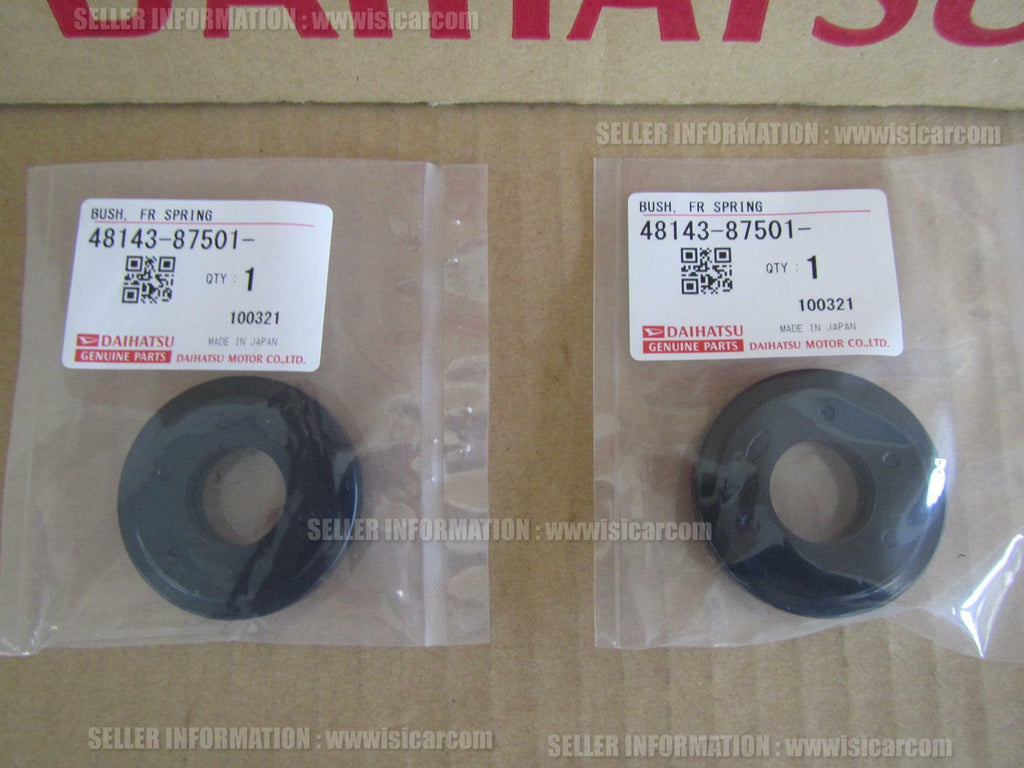 SELLER INFORMATION : wwwisicarcom
DAIHATSU
SELLER INFORMATION : wwwisicarcom
BUSH, FR SPRING
48143-87501-
QTY : 1
100321
DAIHATSU
GENUINE PARTS
MADE IN JAPAN
DAIHATSU MOTOR CO.,LTD.
BUSH, FR SPRING
48143-87501-
QTY : 1
100321
DAIHATSU
GENUINE PARTS
MADE IN JAPAN
DAIHATSU MOTOR CO.,LTD.
SELLER INFORMATION : wwwisicarcom
SELLER INFORMATION : wwwisicarcom
SELLER INFORMATION : wwwisicarcom